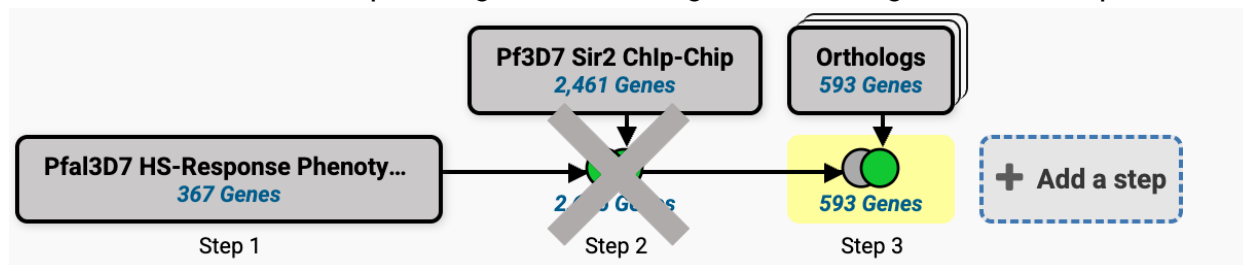 Pf3D7 Sir2 ChIp-Chip
2,461 Genes
Orthologs
593 Genes
Pfal3D7 HS-Response Phenoty...
367 Genes
593 Genes
Add a step
Step 1
Step 2
Step 3